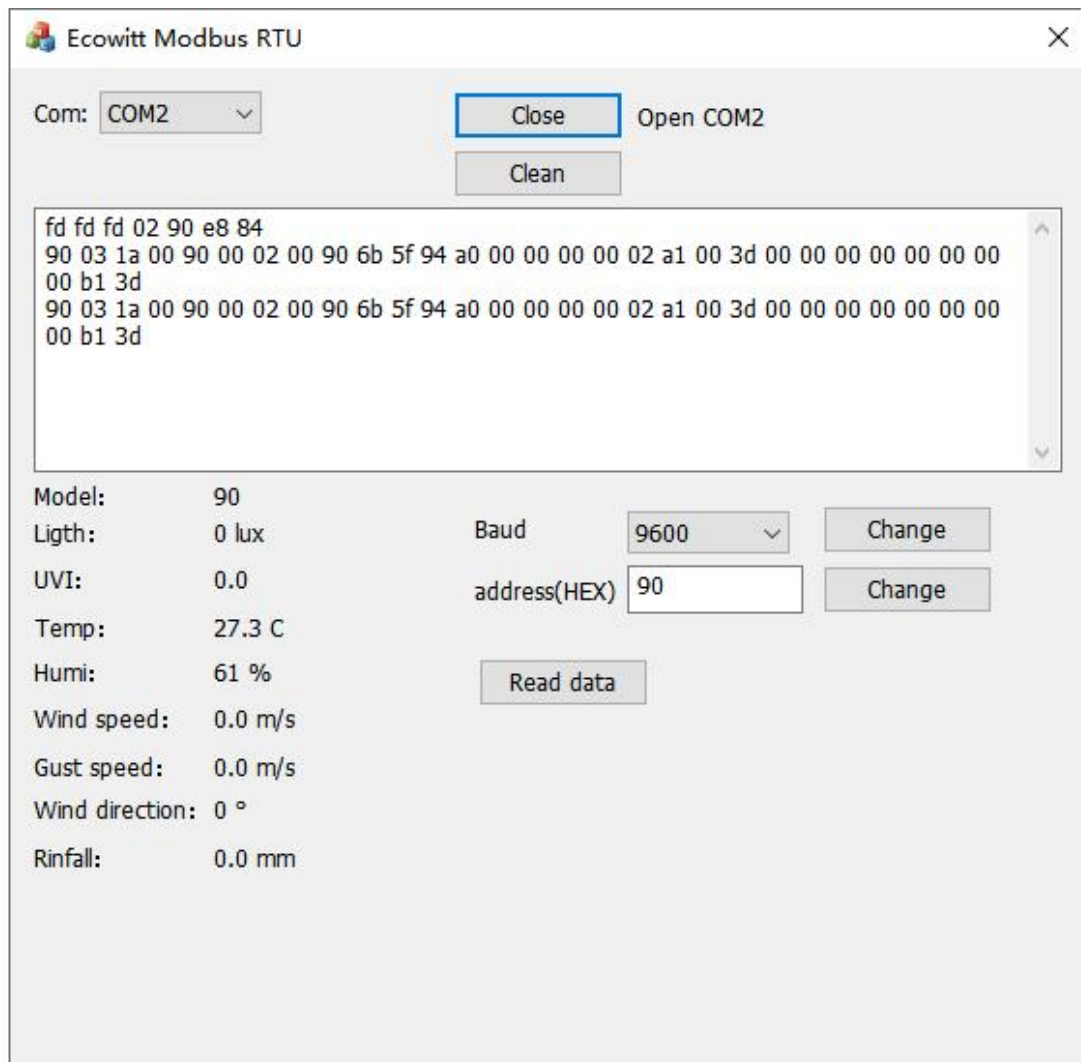 Ecowitt Modbus RTU
Com: COM2 Close Open COM2
Clean
fd fd fd 02 90 e8 84
90 03 1a 00 90 00 02 00 90 6b 5f 94 a0 00 00 00 00 02 a1 00 3d 00 00 00 00 00 00 00
00 b1 3d
90 03 1a 00 90 00 02 00 90 6b 5f 94 a0 00 00 00 00 02 a1 00 3d 00 00 00 00 00 00 00
00 b1 3d
Model: 90
Ligth: 0 lux
Baud 9600 Change
UVI: 0.0
address(HEX) 90 Change
Temp: 27.3 C
Humi: 61 %
Read data
Wind speed: 0.0 m/s
Gust speed: 0.0 m/s
Wind direction: 0 °
Rinfall: 0.0 mm